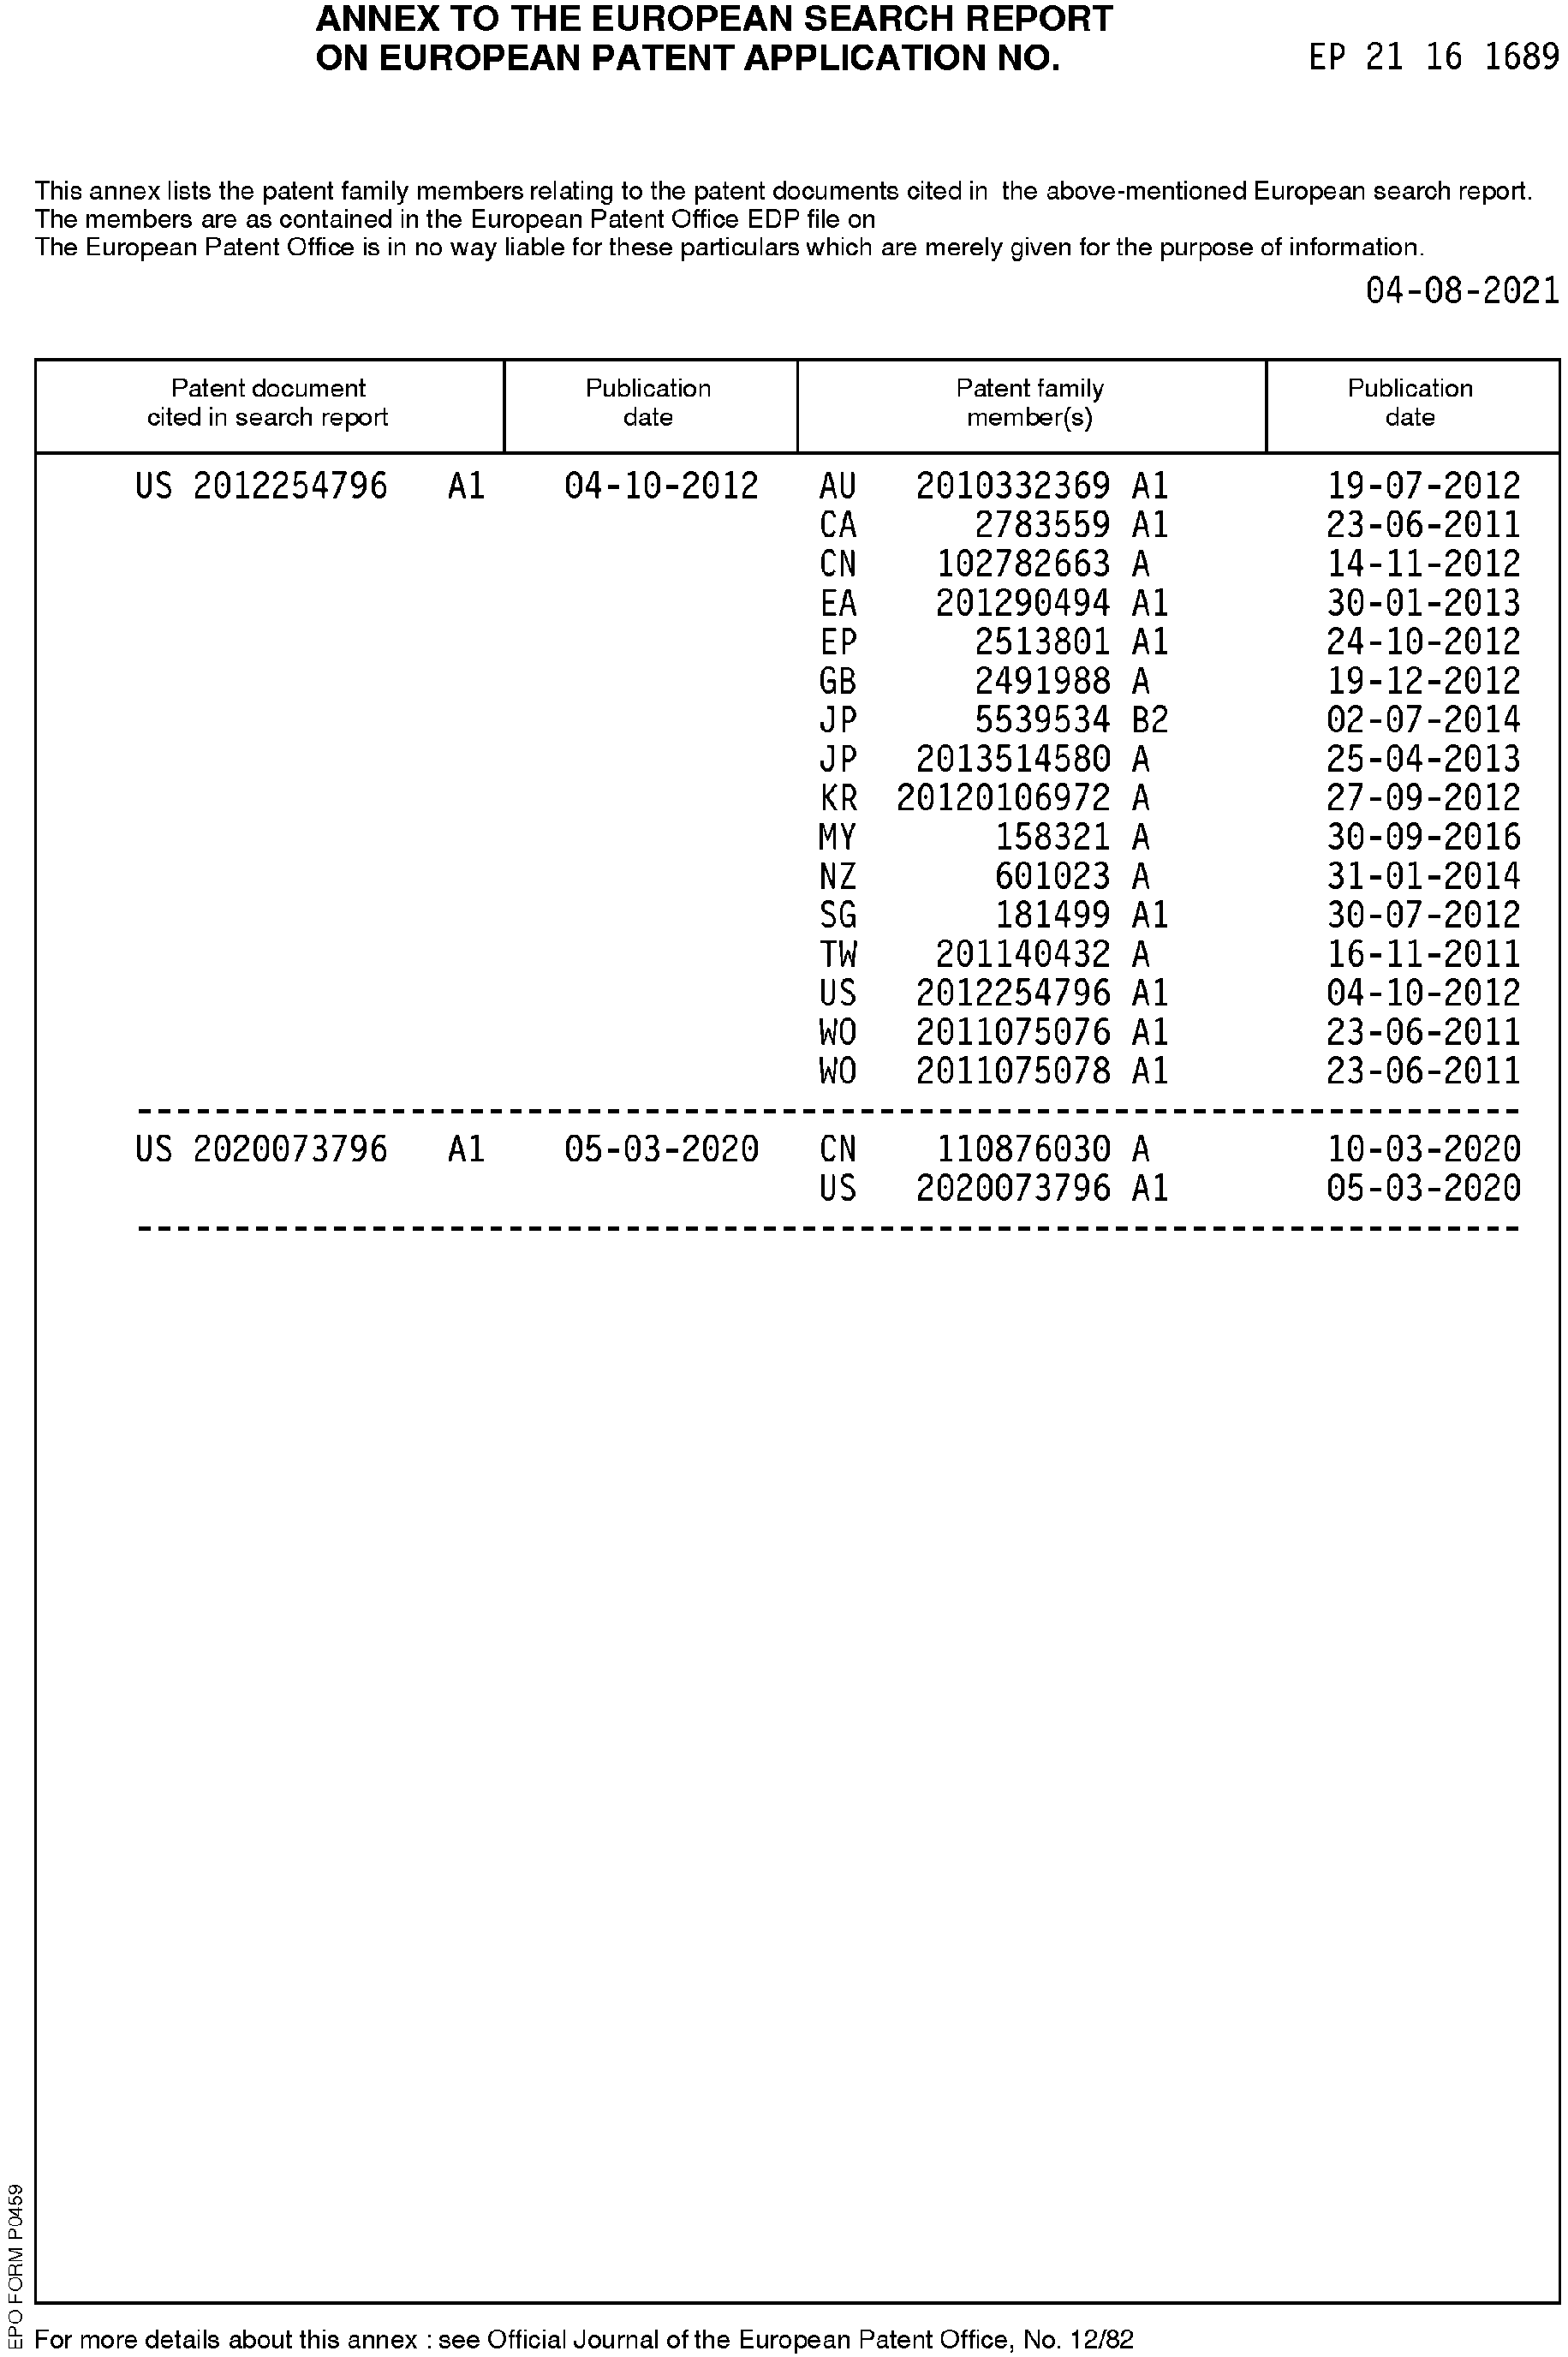 ANNEX TO THE EUROPEAN SEARCH REPORT
ON EUROPEAN PATENT APPLICATION NO. EP 21 16 1689
This annex lists the patent family members relating to the patent documents cited in the above-mentioned European search report.
The members are as contained in the European Patent Office EDP file on
The European Patent Office is in no way liable for these particulars which are merely given for the purpose of information.
04-08-2021
Patent document cited in search report Publication date Patent family member(s) Publication date
US 2012254796 A1 04-10-2012 AU 2010332369 A1 19-07-2012
CA 2783559 A1 23-06-2011
CN 102782663 A 14-11-2012
EA 201290494 A1 30-01-2013
EP 2513801 A1 24-10-2012
GB 2491988 A 19-12-2012
JP 5539534 B2 02-07-2014
JP 2013514580 A 25-04-2013
KR 20120106972 A 27-09-2012
MY 158321 A 30-09-2016
NZ 601023 A 31-01-2014
SG 181499 A1 30-07-2012
TW 201140432 A 16-11-2011
US 2012254796 A1 04-10-2012
WO 2011075076 A1 23-06-2011
WO 2011075078 A1 23-06-2011
US 2020073796 A1 05-03-2020 CN 110876030 A 10-03-2020
US 2020073796 A1 05-03-2020
EPO FORM P0459
For more details about this annex : see Official Journal of the European Patent Office, No. 12/82